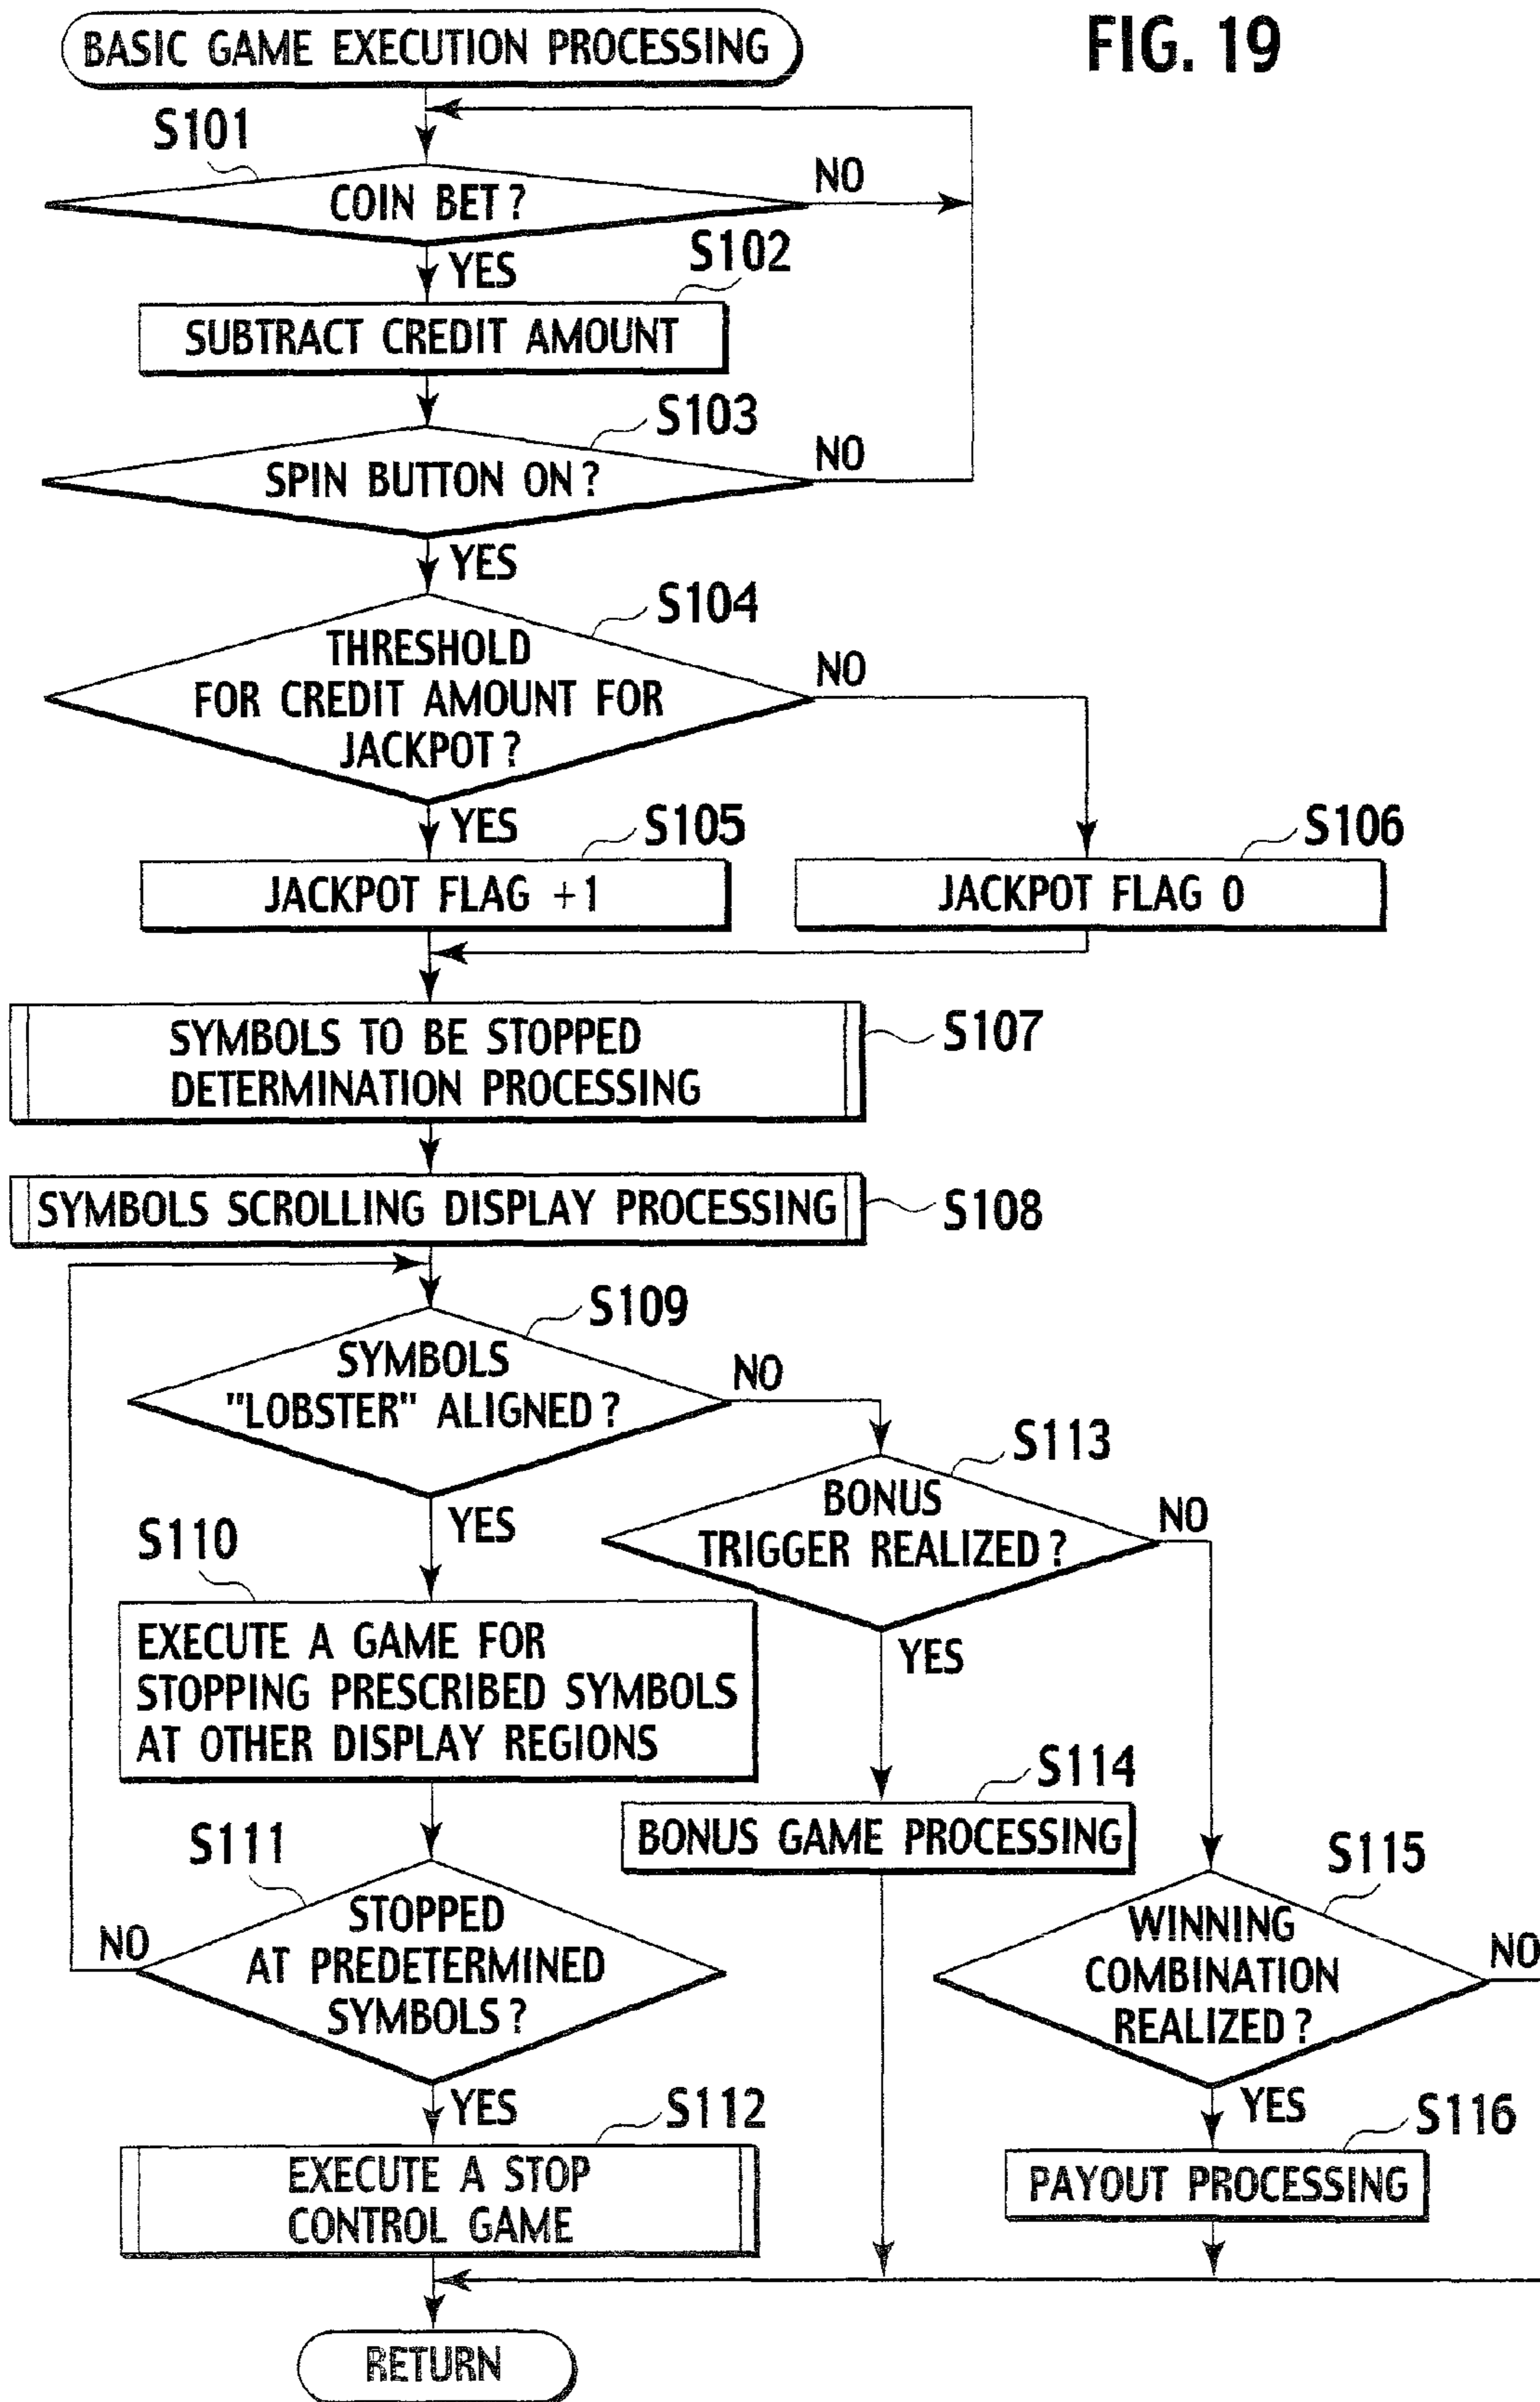 FIG. 19
BASIC GAME EXECUTION PROCESSING
S101
COIN BET?
NO
YES
S102
SUBTRACT CREDIT AMOUNT
S103
SPIN BUTTON ON?
NO
YES
S104
THRESHOLD
FOR CREDIT AMOUNT FOR
JACKPOT?
NO
YES
S105
JACKPOT FLAG +1
S106
JACKPOT FLAG 0
SYMBOLS TO BE STOPPED
DETERMINATION PROCESSING
S107
SYMBOLS SCROLLING DISPLAY PROCESSING
S108
S109
SYMBOLS
"LOBSTER" ALIGNED?
NO
YES
S113
BONUS
TRIGGER REALIZED?
NO
YES
S110
EXECUTE A GAME FOR
STOPPING PRESCRIBED SYMBOLS
AT OTHER DISPLAY REGIONS
S114
BONUS GAME PROCESSING
S111
STOPPED
AT PREDETERMINED
SYMBOLS?
NO
YES
S115
WINNING
COMBINATION
REALIZED?
NO
YES
S112
EXECUTE A STOP
CONTROL GAME
S116
PAYOUT PROCESSING
RETURN